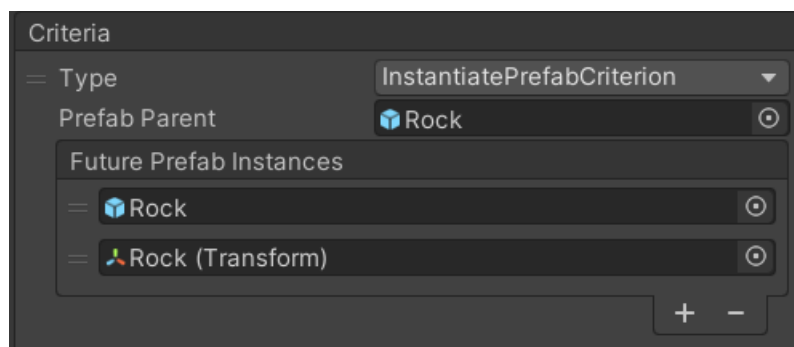 Criteria
Type InstantiatePrefabCriterion
Prefab Parent Rock
Future Prefab Instances
Rock
Rock (Transform)
+ −